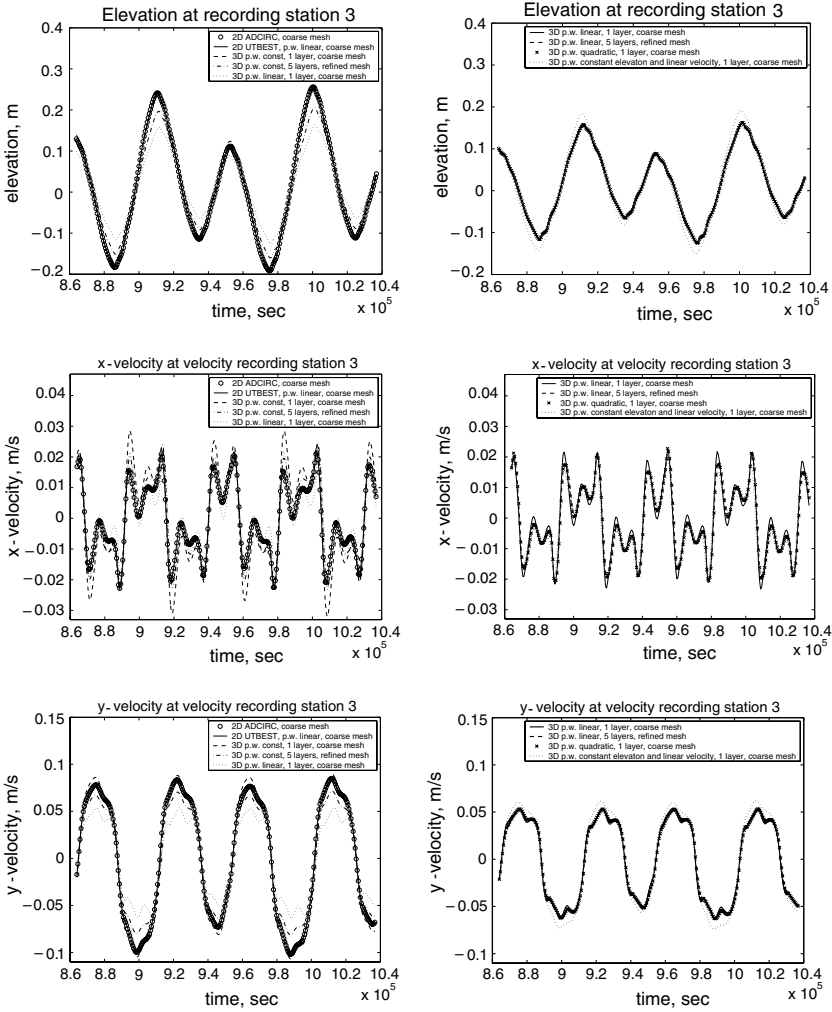 Elevation at recording station 3
2D ADCIRC, coarse mesh
2D UTBEST, p.w. linear, coarse mesh
3D p.w. const, 1 layer, coarse mesh
3D p.w. const, 5 layers, refined mesh
3D p.w. linear, 1 layer, coarse mesh
elevation, m
0.4
0.3
0.2
0.1
0
−0.1
−0.2
8.6 8.8 9 9.2 9.4 9.6 9.8 10 10.2 10.4
time, sec
x 10^5
Elevation at recording station 3
3D p.w. linear, 1 layer, coarse mesh
3D p.w. linear, 5 layers, refined mesh
3D p.w. quadratic, 1 layer, coarse mesh
3D p.w. constant elevaton and linear velocity, 1 layer, coarse mesh
elevation, m
0.4
0.3
0.2
0.1
0
−0.1
−0.2
8.6 8.8 9 9.2 9.4 9.6 9.8 10 10.2 10.4
time, sec
x 10^5
x-velocity at velocity recording station 3
2D ADCIRC, coarse mesh
2D UTBEST, p.w. linear, coarse mesh
3D p.w. const, 1 layer, coarse mesh
3D p.w. const, 5 layers, refined mesh
3D p.w. linear, 1 layer, coarse mesh
x-velocity, m/s
0.04
0.03
0.02
0.01
0
−0.01
−0.02
−0.03
8.6 8.8 9 9.2 9.4 9.6 9.8 10 10.2 10.4
time, sec
x 10^5
x-velocity at velocity recording station 3
3D p.w. linear, 1 layer, coarse mesh
3D p.w. linear, 5 layers, refined mesh
3D p.w. quadratic, 1 layer, coarse mesh
3D p.w. constant elevaton and linear velocity, 1 layer, coarse mesh
x-velocity, m/s
0.04
0.03
0.02
0.01
0
−0.01
−0.02
−0.03
8.6 8.8 9 9.2 9.4 9.6 9.8 10 10.2 10.4
time, sec
x 10^5
y-velocity at velocity recording station 3
2D ADCIRC, coarse mesh
2D UTBEST, p.w. linear, coarse mesh
3D p.w. const, 1 layer, coarse mesh
3D p.w. const, 5 layers, refined mesh
3D p.w. linear, 1 layer, coarse mesh
y-velocity, m/s
0.15
0.1
0.05
0
−0.05
−0.1
8.6 8.8 9 9.2 9.4 9.6 9.8 10 10.2 10.4
time, sec
x 10^5
y-velocity at velocity recording station 3
3D p.w. linear, 1 layer, coarse mesh
3D p.w. linear, 5 layers, refined mesh
3D p.w. quadratic, 1 layer, coarse mesh
3D p.w. constant elevaton and linear velocity, 1 layer, coarse mesh
y-velocity, m/s
0.15
0.1
0.05
0
−0.05
−0.1
8.6 8.8 9 9.2 9.4 9.6 9.8 10 10.2 10.4
time, sec
x 10^5